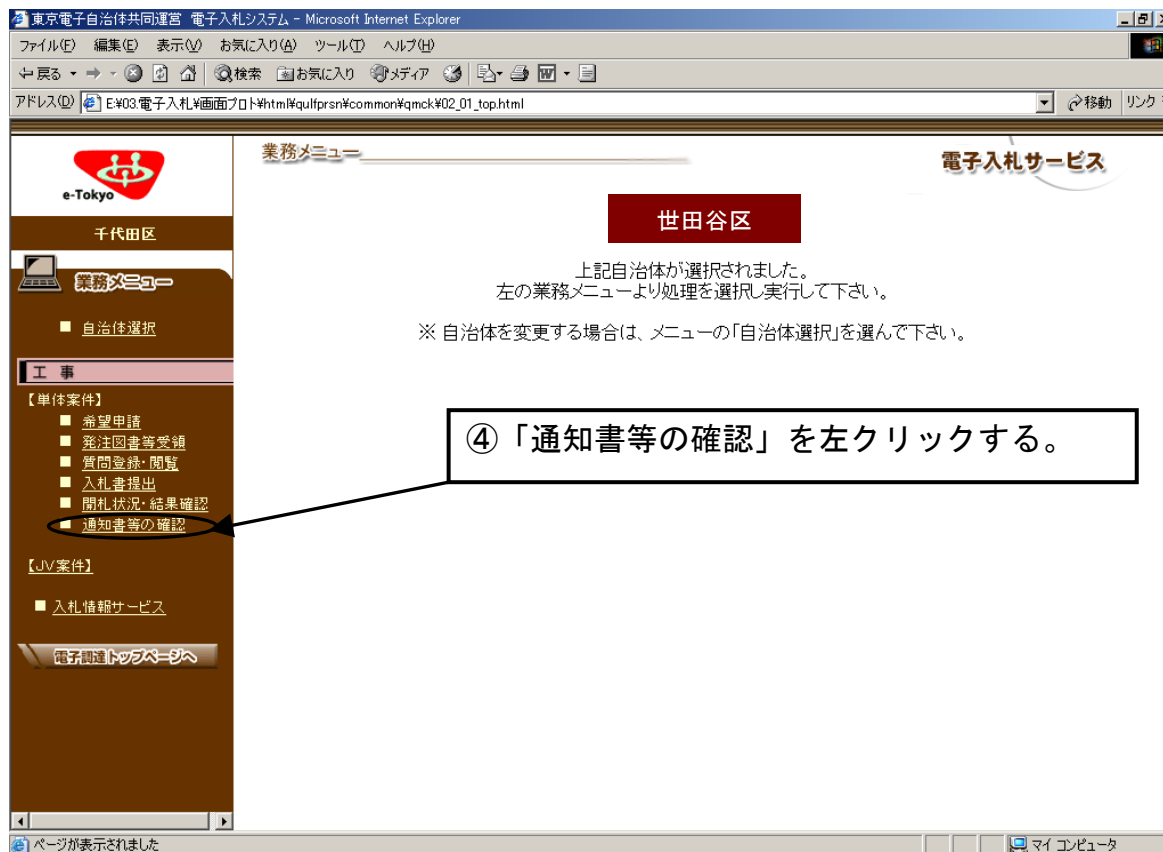 東京電子自治体共同運営 電子入札システム - Microsoft Internet Explorer
ファイル(F) 編集(E) 表示(V) お気に入り(A) ツール(T) ヘルプ(H)
戻る 検索 お気に入り メディア
アドレス(D) E:¥03.電子入札¥画面プロト¥html¥qulfprsn¥common¥qmck¥02_01_top.html 移動 リンク
e-Tokyo
千代田区
業務メニュー
■ 自治体選択
工 事
【単体案件】
■ 希望申請
■ 発注図書等受領
■ 質問登録・閲覧
■ 入札書提出
■ 開札状況・結果確認
■ 通知書等の確認
【JV案件】
■ 入札情報サービス
電子調達トップページへ
業務メニュー
電子入札サービス
世田谷区
上記自治体が選択されました。
左の業務メニューより処理を選択し実行して下さい。
※ 自治体を変更する場合は、メニューの「自治体選択」を選んで下さい。
④「通知書等の確認」を左クリックする。
ページが表示されました マイ コンピュータ